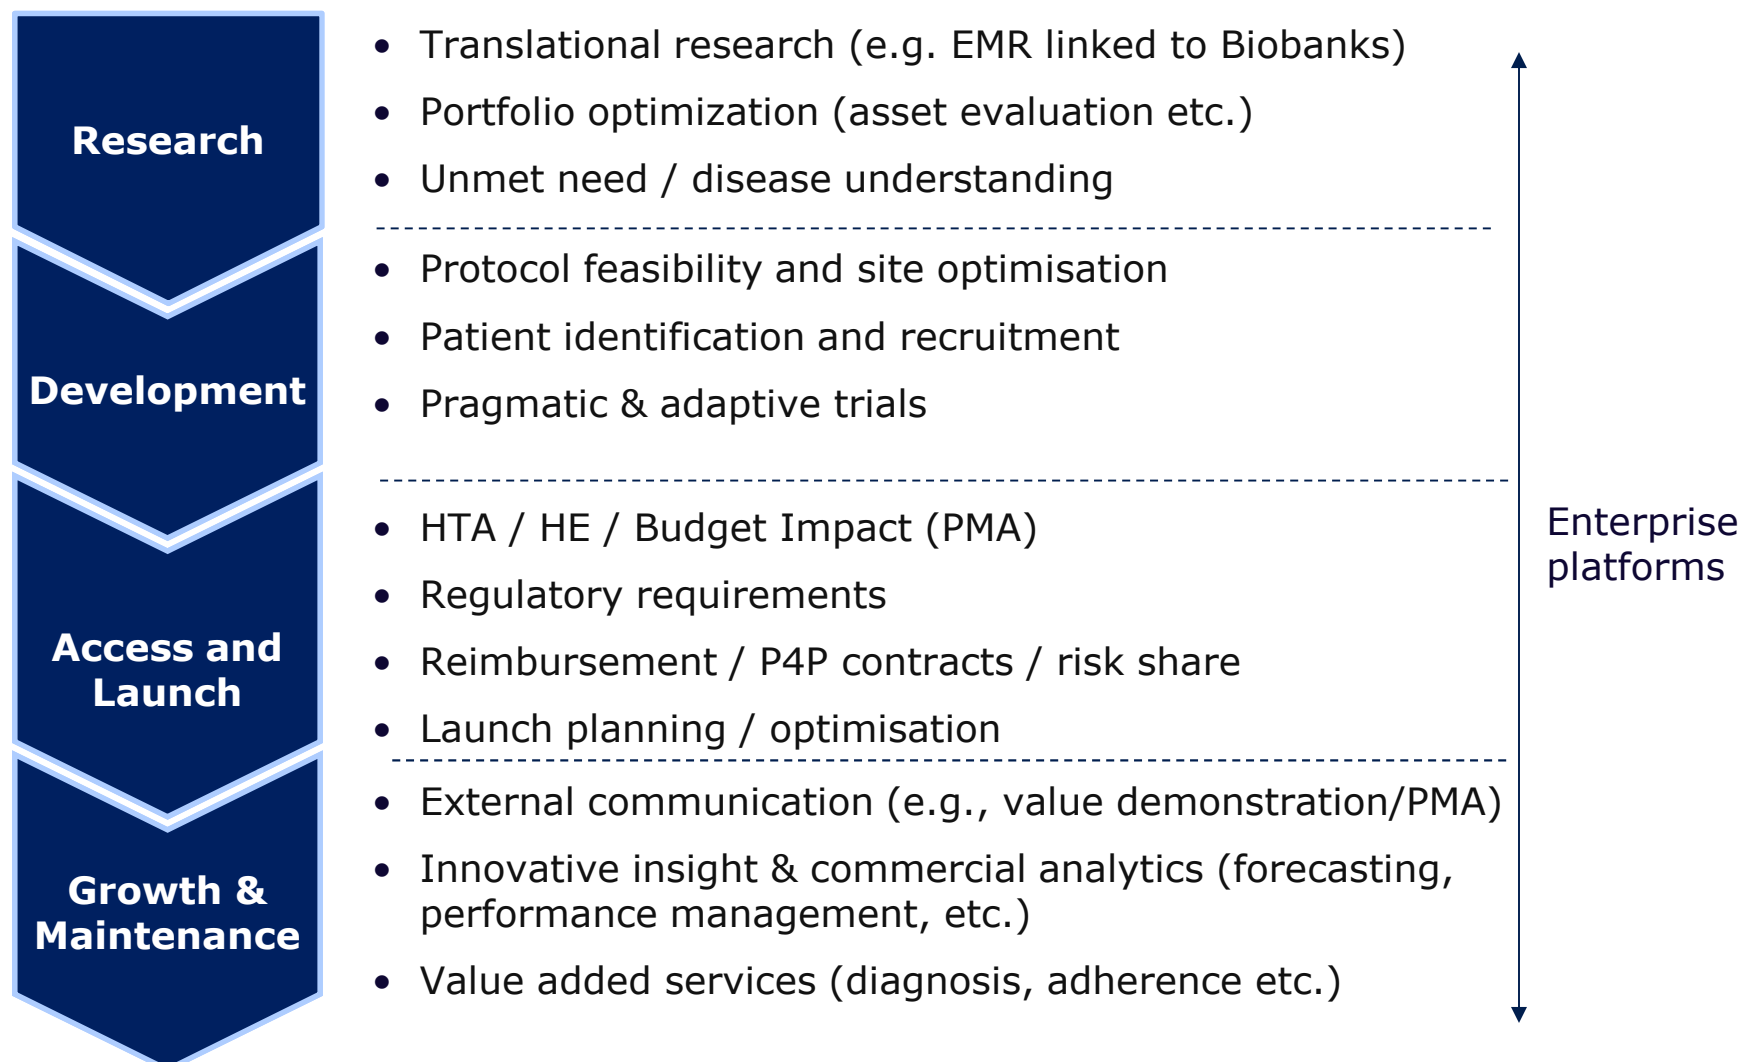 Research
• Translational research (e.g. EMR linked to Biobanks)
• Portfolio optimization (asset evaluation etc.)
• Unmet need / disease understanding
Development
• Protocol feasibility and site optimisation
• Patient identification and recruitment
• Pragmatic & adaptive trials
Access and
Launch
• HTA / HE / Budget Impact (PMA)
• Regulatory requirements
• Reimbursement / P4P contracts / risk share
• Launch planning / optimisation
Growth &
Maintenance
• External communication (e.g., value demonstration/PMA)
• Innovative insight & commercial analytics (forecasting,
performance management, etc.)
• Value added services (diagnosis, adherence etc.)
Enterprise
platforms